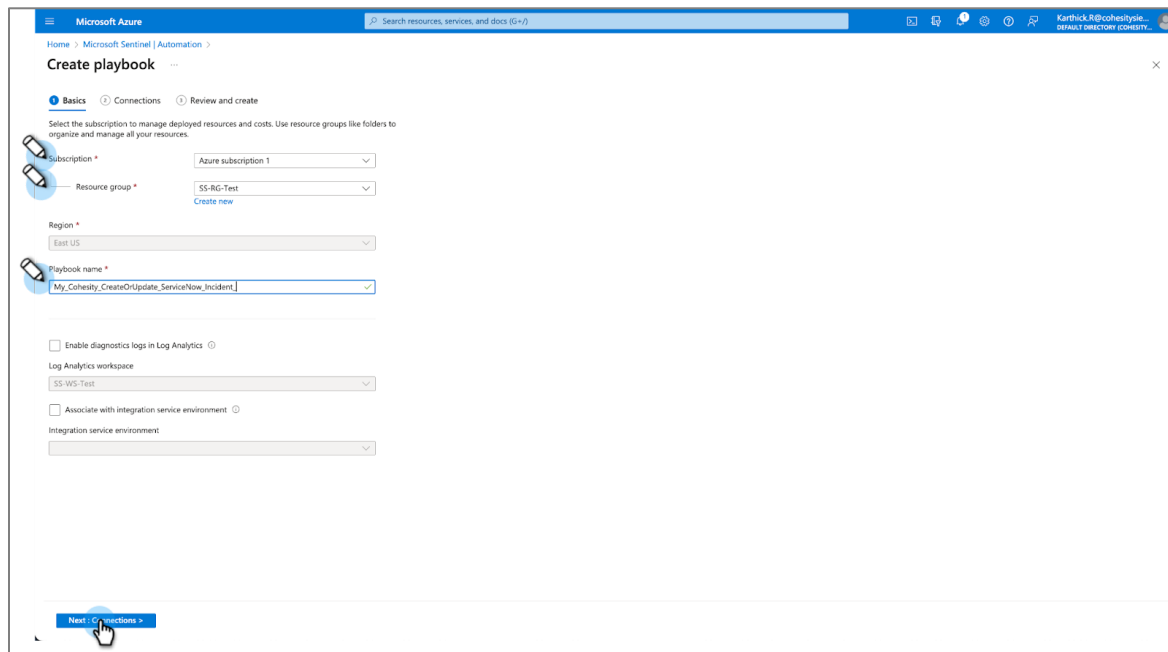 Microsoft Azure
Search resources, services, and docs (G+/)
1
Karthick.R@cohesitysie...
DEFAULT DIRECTORY (COHESITY...
Home > Microsoft Sentinel | Automation >
Create playbook ...
1 Basics 2 Connections 3 Review and create
Select the subscription to manage deployed resources and costs. Use resource groups like folders to
organize and manage all your resources.
Subscription *
Azure subscription 1
Resource group *
SS-RG-Test
Create new
Region *
East US
Playbook name *
My_Cohesity_CreateOrUpdate_ServiceNow_Incident_
Enable diagnostics logs in Log Analytics
Log Analytics workspace
SS-WS-Test
Associate with integration service environment
Integration service environment
Next : Connections >